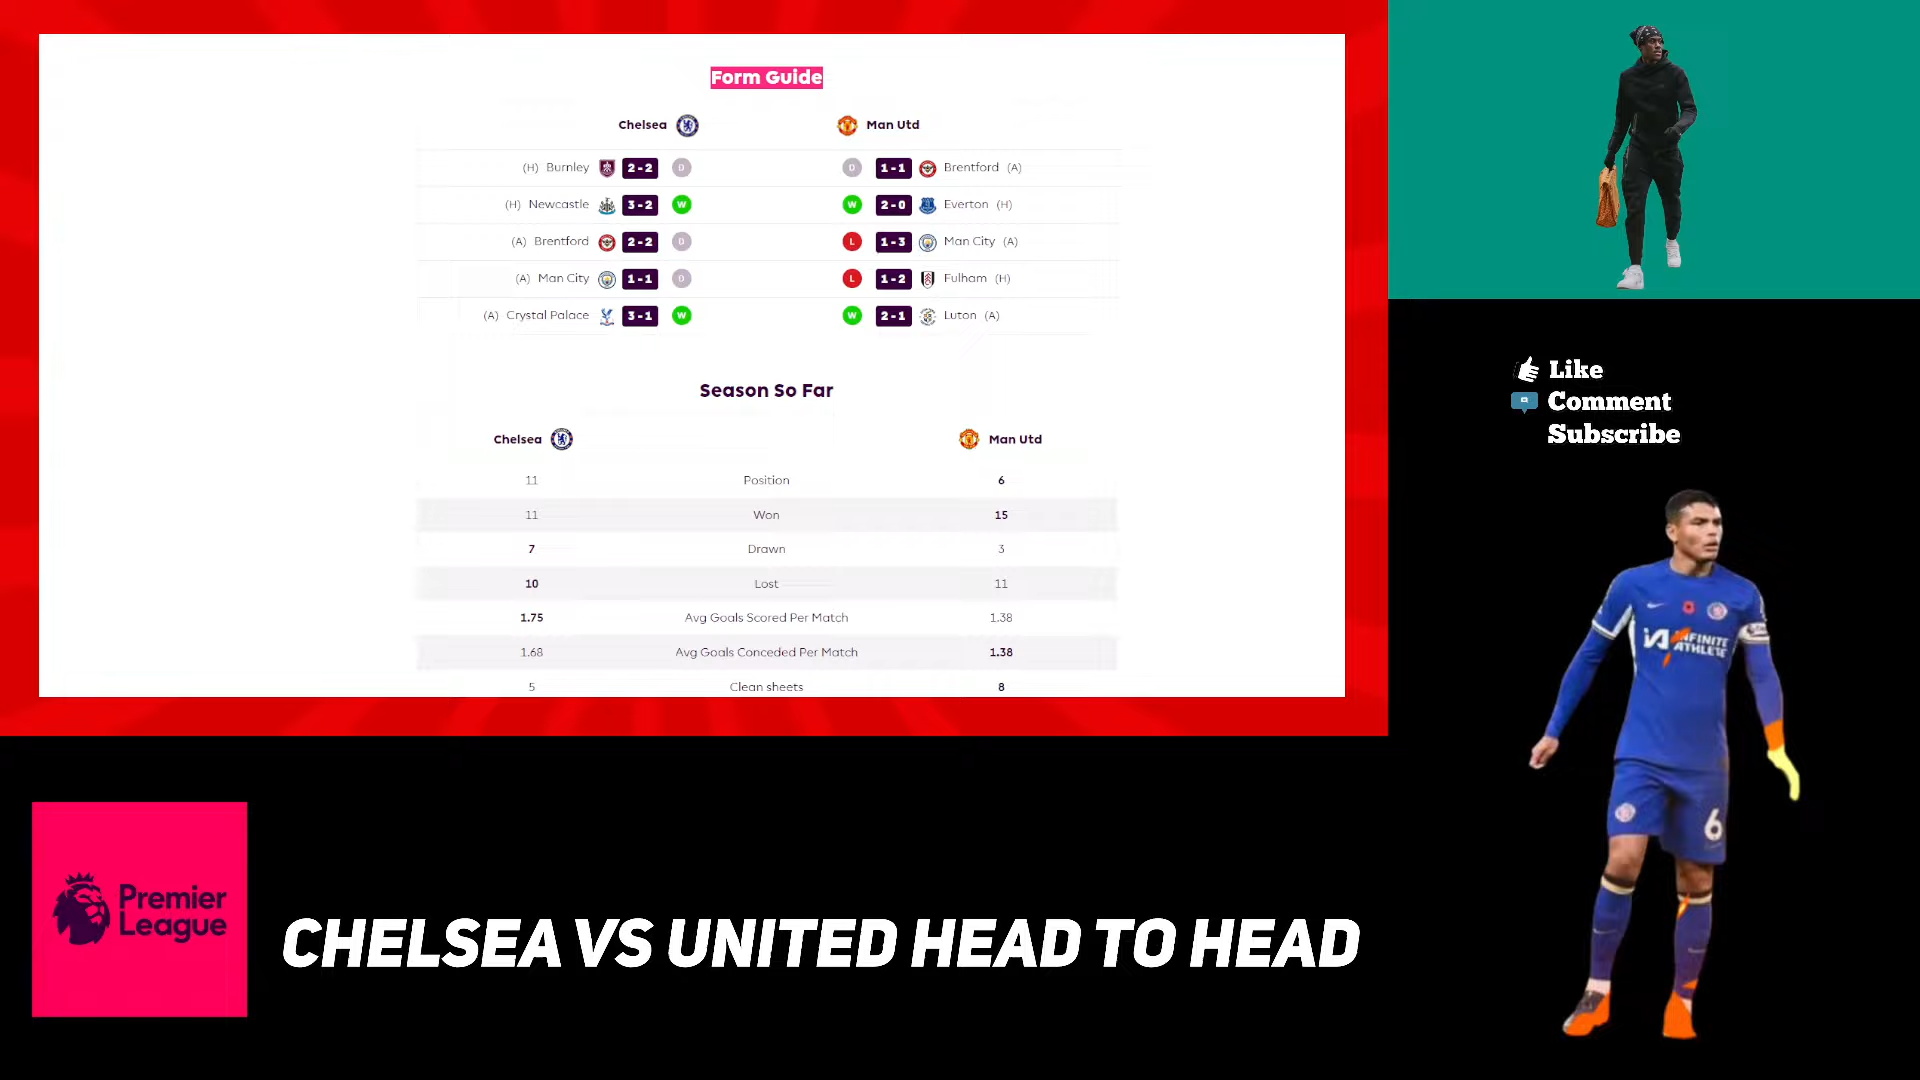 Form Guide
Chelsea Man Utd
(H) Burnley 2 - 2 D D 1 - 1 Brentford (A)
(H) Newcastle 3 - 2 W W 2 - 0 Everton (H)
(A) Brentford 2 - 2 D L 1 - 3 Man City (A)
(A) Man City 1 - 1 D L 1 - 2 Fulham (H)
(A) Crystal Palace 3 - 1 W W 2 - 1 Luton (A)
Season So Far
Chelsea Man Utd
11 Position 6
11 Won 15
7 Drawn 3
10 Lost 11
1.75 Avg Goals Scored Per Match 1.38
1.68 Avg Goals Conceded Per Match 1.38
5 Clean sheets 8
Like
Comment
Subscribe
INFINITE
ATHLETE
6
Premier
League
CHELSEA VS UNITED HEAD TO HEAD